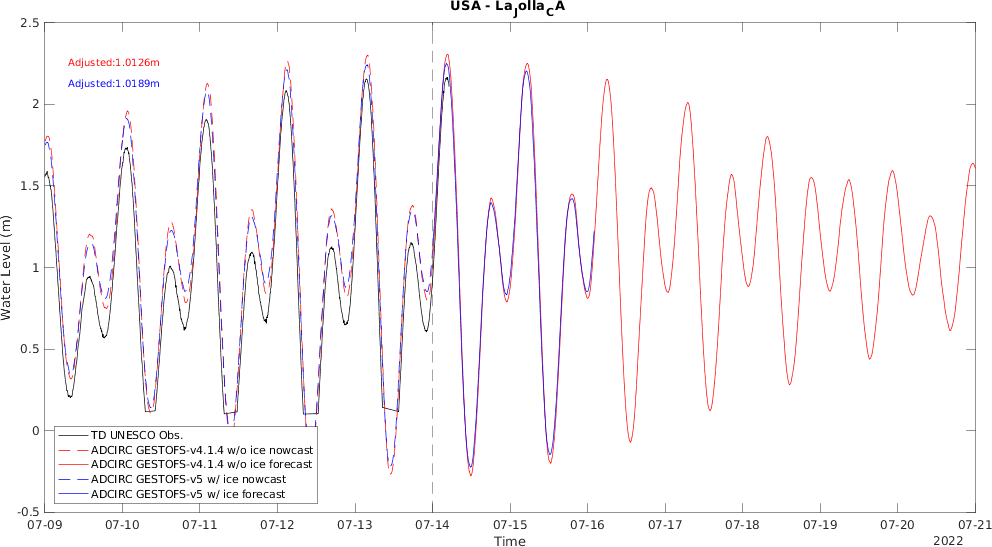 USA - LaJollaCA
Adjusted:1.0126m
Adjusted:1.0189m
Water Level (m)
2.5
2
1.5
1
0.5
0
-0.5
TD UNESCO Obs.
ADCIRC GESTOFS-v4.1.4 w/o ice nowcast
ADCIRC GESTOFS-v4.1.4 w/o ice forecast
ADCIRC GESTOFS-v5 w/ ice nowcast
ADCIRC GESTOFS-v5 w/ ice forecast
07-09 07-10 07-11 07-12 07-13 07-14 07-15 07-16 07-17 07-18 07-19 07-20 07-21
Time
2022